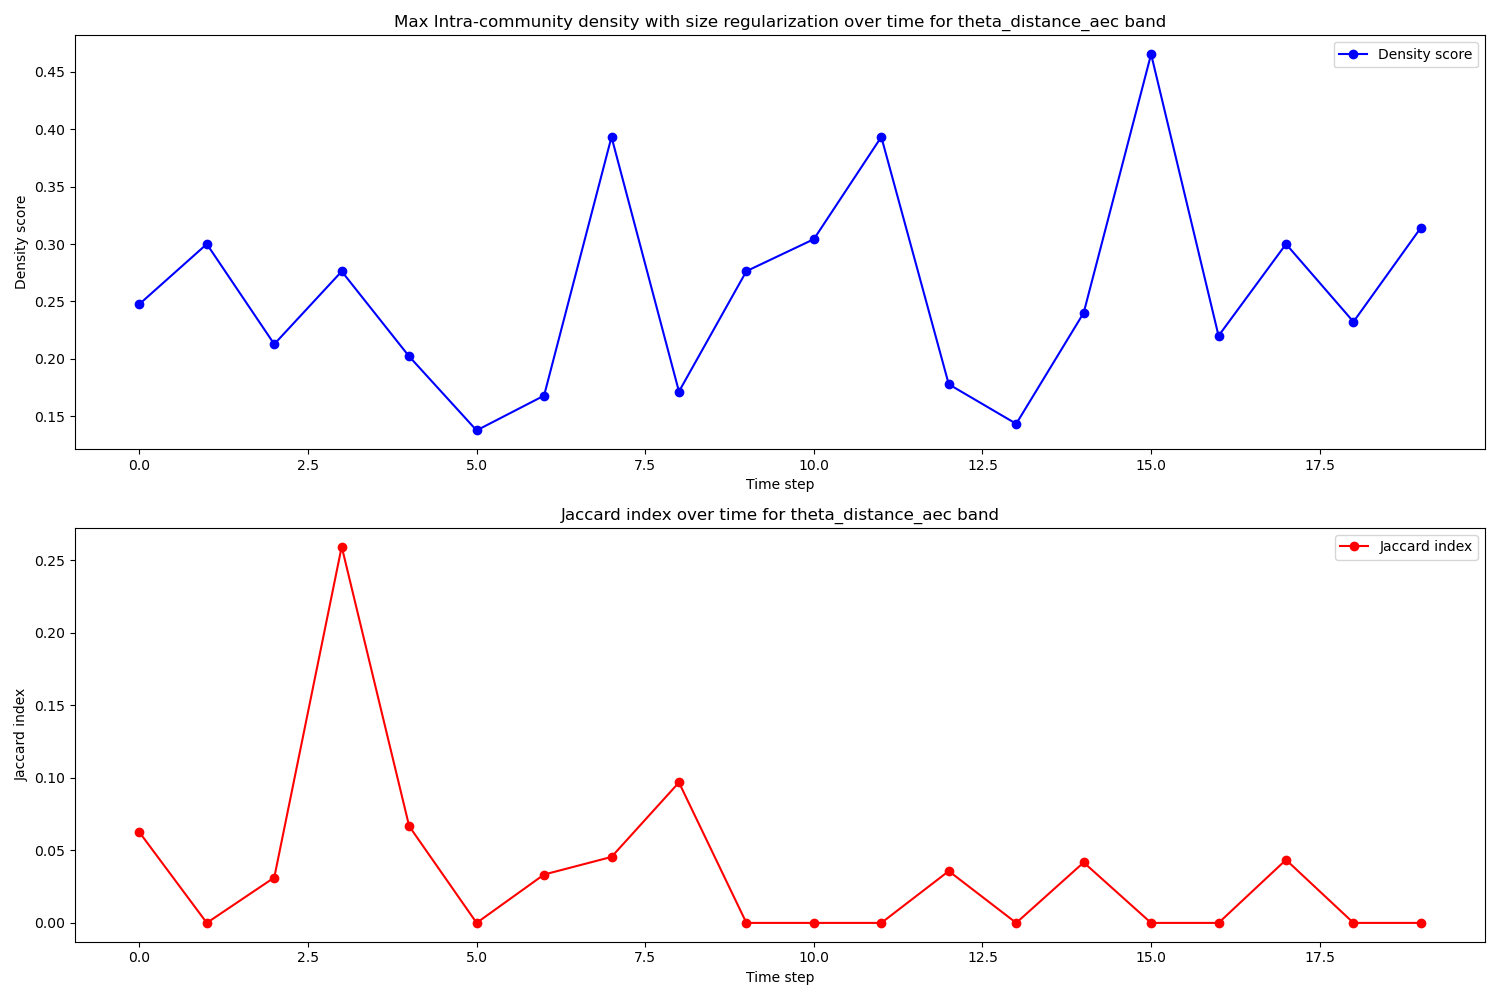 Max Intra-community density with size regularization over time for theta_distance_aec band
Density score
0.45
0.40
0.35
0.30
0.25
0.20
0.15
Density score
0.0 2.5 5.0 7.5 10.0 12.5 15.0 17.5
Time step
Jaccard index over time for theta_distance_aec band
Jaccard index
0.25
0.20
0.15
0.10
0.05
0.00
Jaccard index
0.0 2.5 5.0 7.5 10.0 12.5 15.0 17.5
Time step